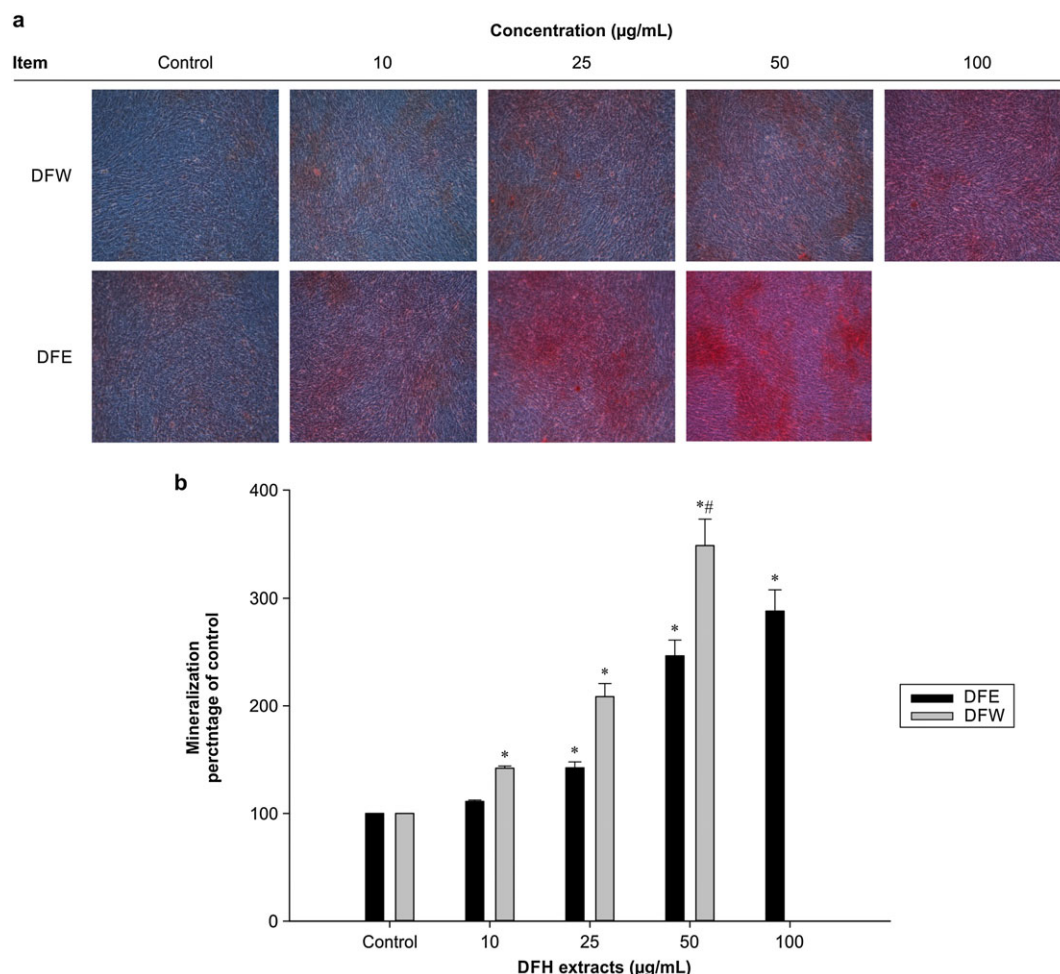 a
Concentration (µg/mL)
Item Control 10 25 50 100
DFW
DFE
b
400
300
200
100
0
Mineralization
perctntage of control
* * * * *# *
Control 10 25 50 100
DFH extracts (µg/mL)
DFE
DFW